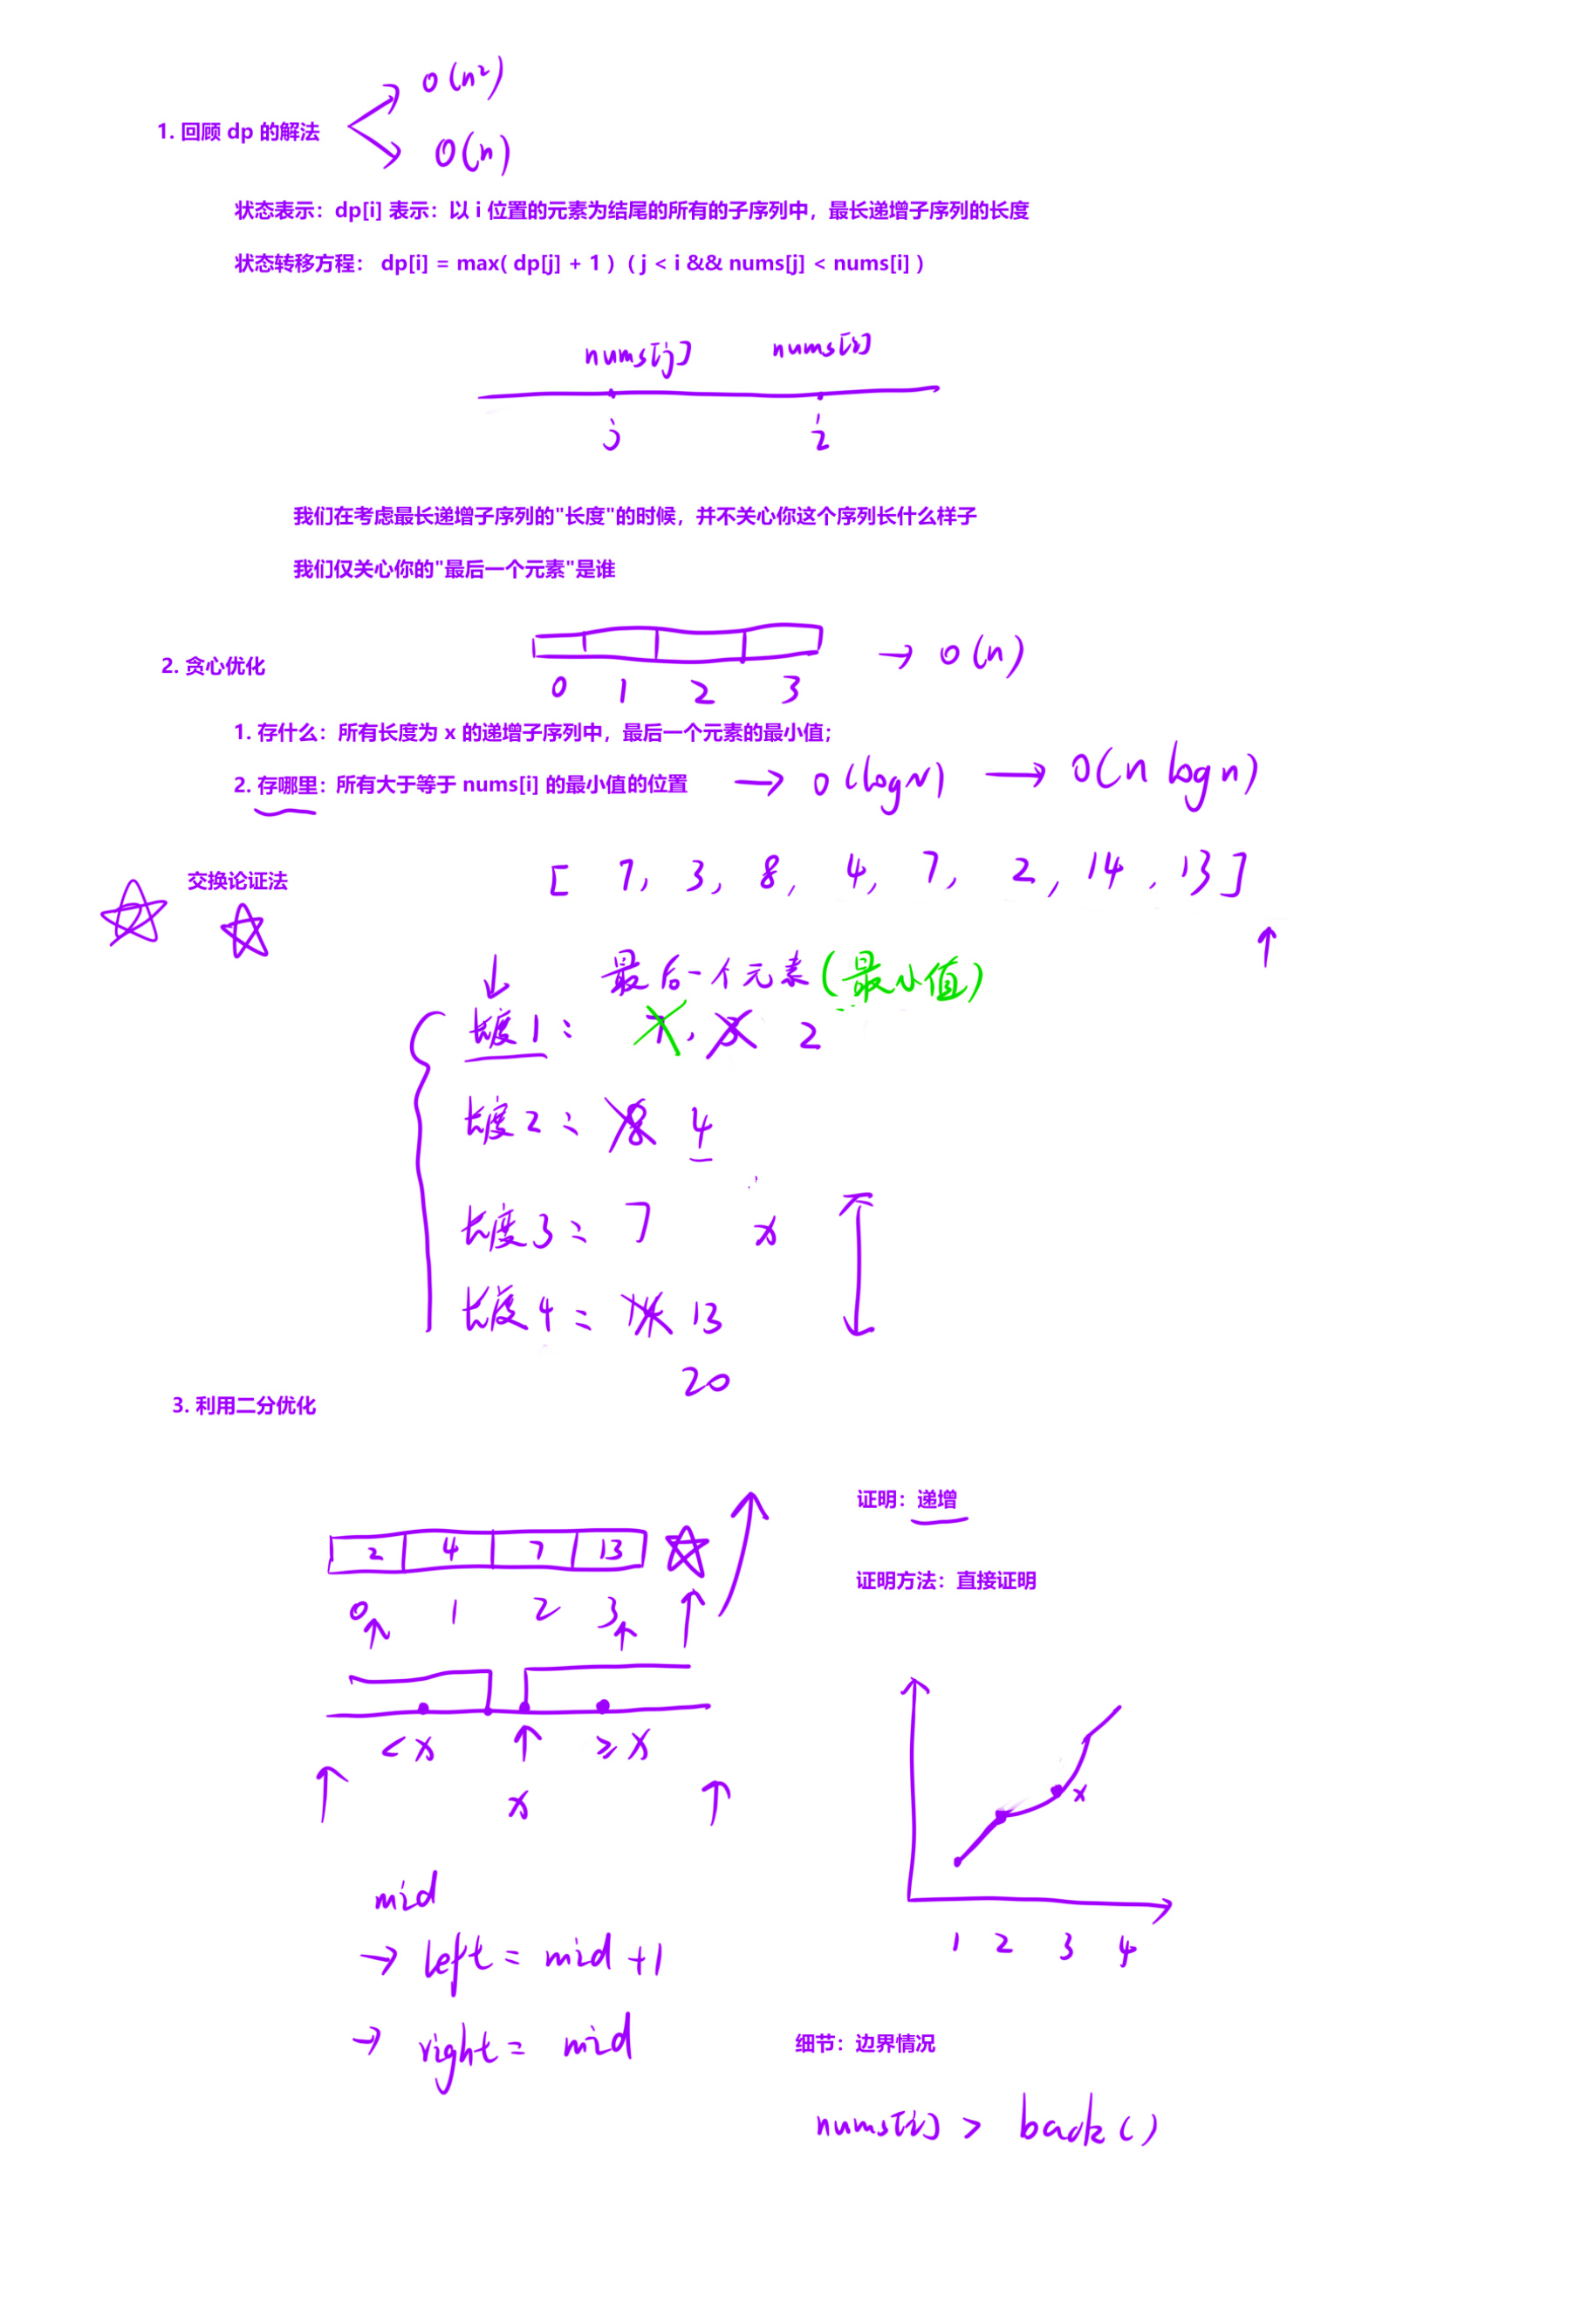 O(n²)
1. 回顾 dp 的解法
O(n)
状态表示：dp[i] 表示：以 i 位置的元素为结尾的所有的子序列中，最长递增子序列的长度
状态转移方程： dp[i] = max( dp[j] + 1 ) ( j < i && nums[j] < nums[i] )
nums[j] nums[i]
j i
我们在考虑最长递增子序列的"长度"的时候，并不关心你这个序列长什么样子
我们仅关心你的"最后一个元素"是谁
2. 贪心优化 → O(n)
0 1 2 3
1. 存什么：所有长度为 x 的递增子序列中，最后一个元素的最小值；
2. 存哪里：所有大于等于 nums[i] 的最小值的位置 → O(logn) → O(n logn)
交换论证法
[ 7, 3, 8, 4, 7, 2, 14, 13 ]
最后一个元素(最小值)
长度1： 7, 3 2
长度2： 8 4
长度3： 7 x
长度4： 14 13
20
3. 利用二分优化
证明：递增
2 4 7 13
证明方法：直接证明
0 1 2 3
<x ≥x
x
x
mid
→ left = mid +1
1 2 3 4
→ right = mid
细节：边界情况
nums[i] > back()